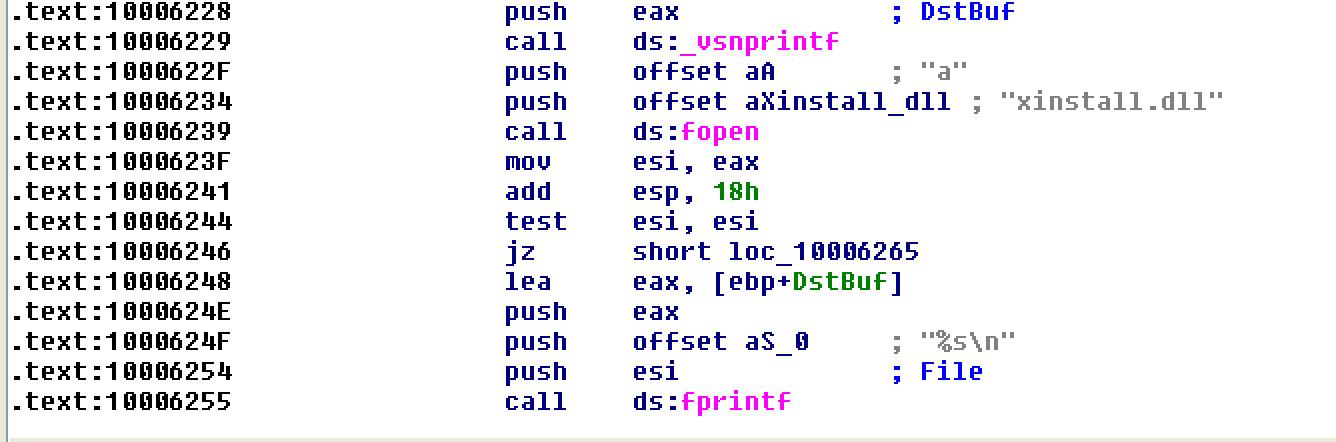 .text:10006228 push eax ; DstBuf
.text:10006229 call ds:_vsnprintf
.text:1000622F push offset aA ; "a"
.text:10006234 push offset aXinstall_dll ; "xinstall.dll"
.text:10006239 call ds:fopen
.text:1000623F mov esi, eax
.text:10006241 add esp, 18h
.text:10006244 test esi, esi
.text:10006246 jz short loc_10006265
.text:10006248 lea eax, [ebp+DstBuf]
.text:1000624E push eax
.text:1000624F push offset aS_0 ; "%s\n"
.text:10006254 push esi ; File
.text:10006255 call ds:fprintf